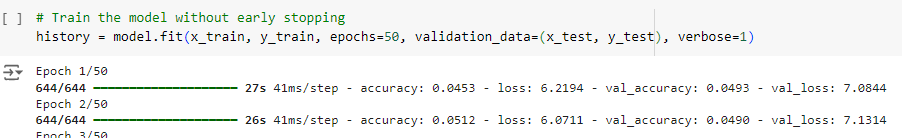 [ ] # Train the model without early stopping
history = model.fit(x_train, y_train, epochs=50, validation_data=(x_test, y_test), verbose=1)
Epoch 1/50
644/644 ━━━━━━━━━━━━━━━━━━━━ 27s 41ms/step - accuracy: 0.0453 - loss: 6.2194 - val_accuracy: 0.0493 - val_loss: 7.0844
Epoch 2/50
644/644 ━━━━━━━━━━━━━━━━━━━━ 26s 41ms/step - accuracy: 0.0512 - loss: 6.0711 - val_accuracy: 0.0490 - val_loss: 7.1314
Epoch 3/50